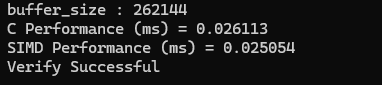 buffer_size : 262144
C Performance (ms) = 0.026113
SIMD Performance (ms) = 0.025054
Verify Successful